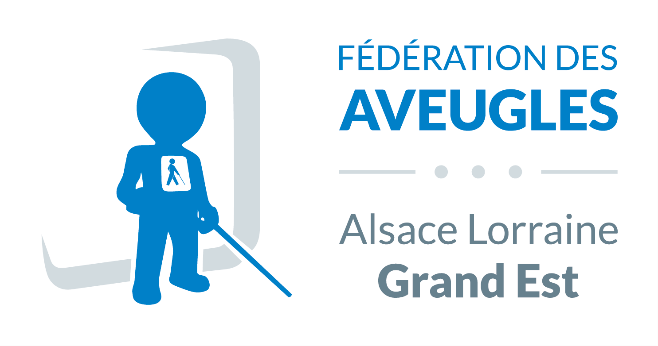 FÉDÉRATION DES
AVEUGLES
Alsace Lorraine
Grand Est